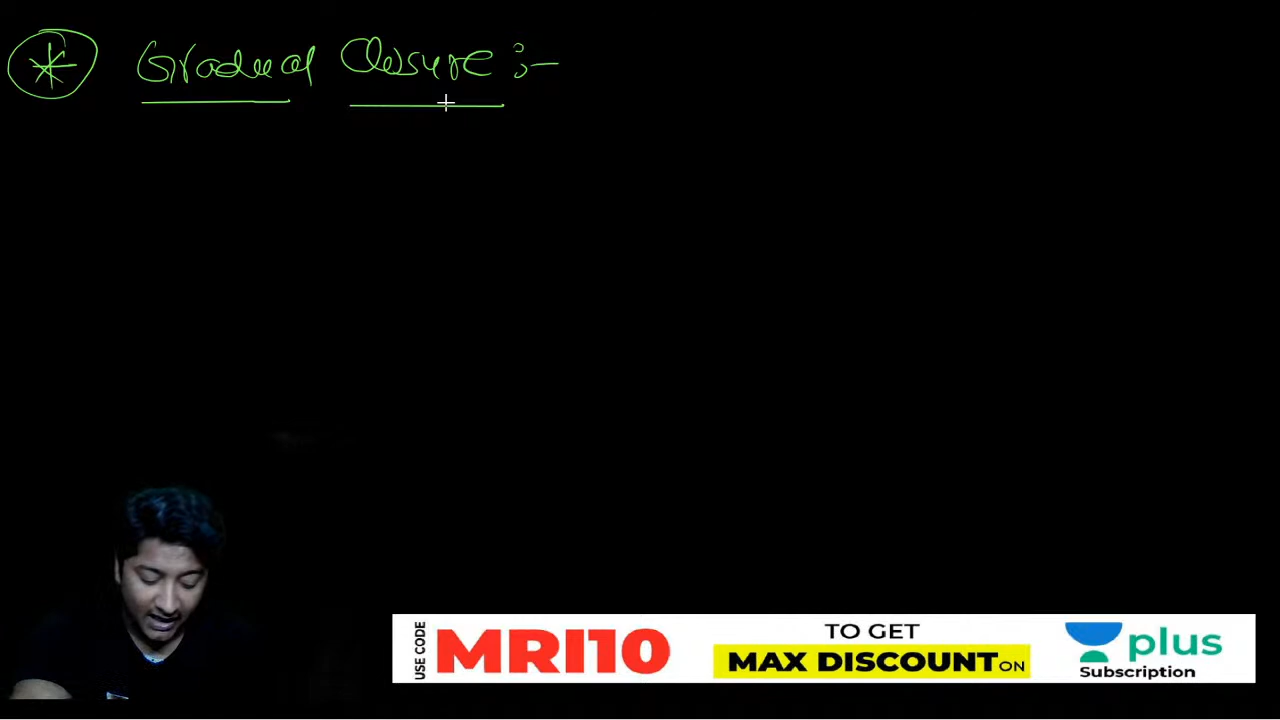 * Gradual Closure :-
USE CODE
MRI10
TO GET
MAX DISCOUNT ON
plus
Subscription